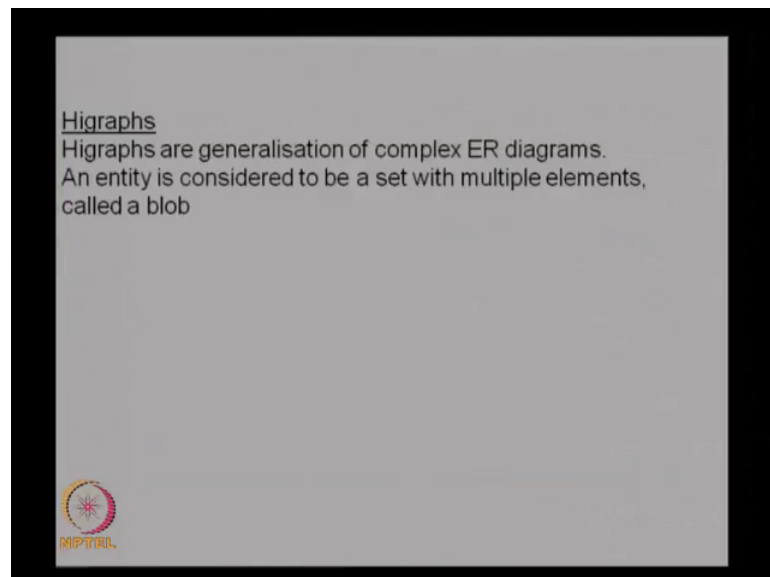 Higraphs
Higraphs are generalisation of complex ER diagrams.
An entity is considered to be a set with multiple elements,
called a blob
NPTEL